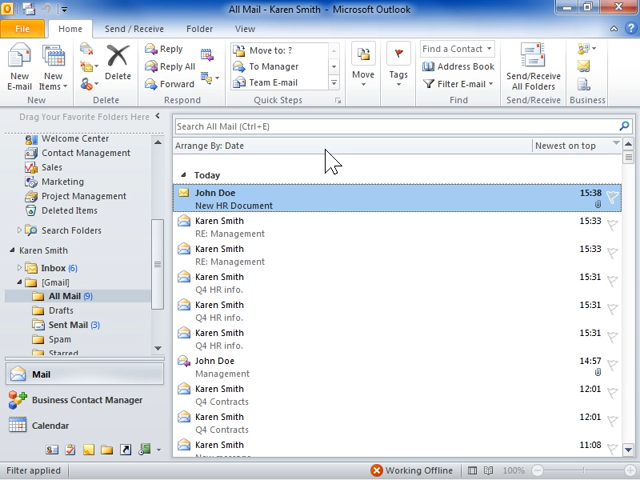 All Mail - Karen Smith - Microsoft Outlook
File
Home
Send / Receive
Folder
View
New E-mail
New Items
New
Delete
Delete
Reply
Reply All
Forward
Respond
Move to: ?
To Manager
Team E-mail
Quick Steps
Move
Tags
Find a Contact
Address Book
Filter E-mail
Find
Send/Receive All Folders
Send/Receive
Business
Drag Your Favorite Folders Here
Welcome Center
Contact Management
Sales
Marketing
Project Management
Deleted Items
Search Folders
Karen Smith
Inbox (6)
[Gmail]
All Mail (9)
Drafts
Sent Mail (3)
Spam
Starred
Mail
Business Contact Manager
Calendar
Search All Mail (Ctrl+E)
Arrange By: Date
Newest on top
Today
John Doe 15:38
New HR Document
Karen Smith 15:33
RE: Management
Karen Smith 15:33
RE: Management
Karen Smith 15:31
Q4 HR info.
Karen Smith 15:31
Q4 HR info.
Karen Smith 15:31
Q4 HR info.
John Doe 14:57
Management
Karen Smith 12:01
Q4 Contracts
Karen Smith 12:01
Q4 Contracts
Karen Smith 11:08
New message
Filter applied
Working Offline
100%